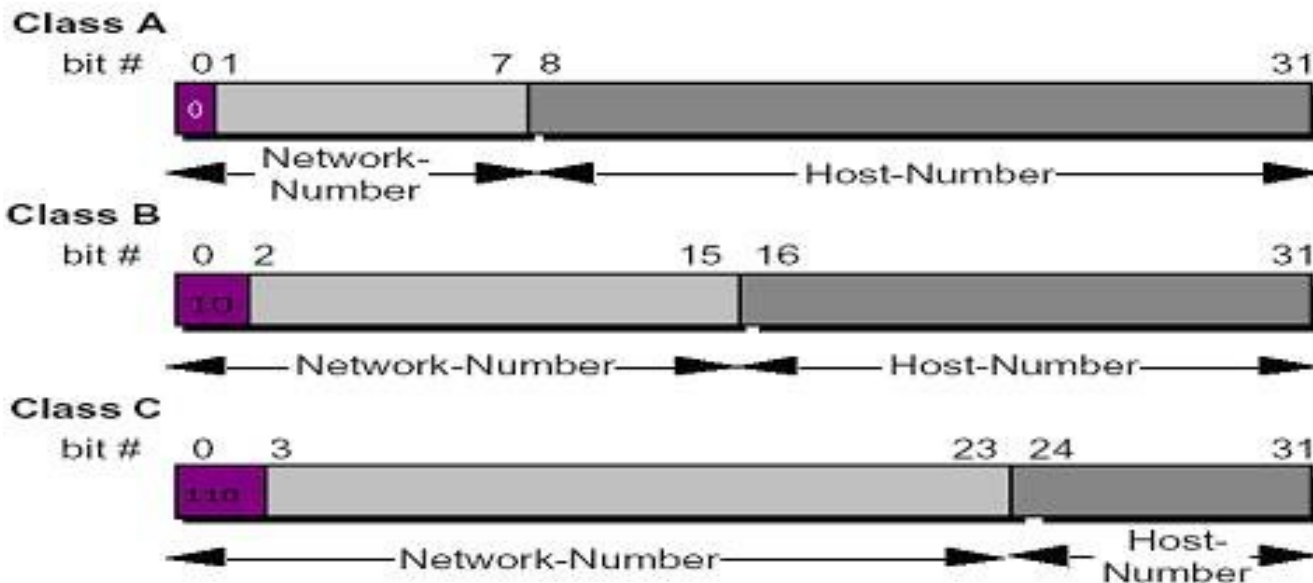 Class A
bit # 0 1 7 8 31
0
Network-
Number
Host-Number
Class B
bit # 0 2 15 16 31
10
Network-Number Host-Number
Class C
bit # 0 3 23 24 31
110
Network-Number
Host-
Number